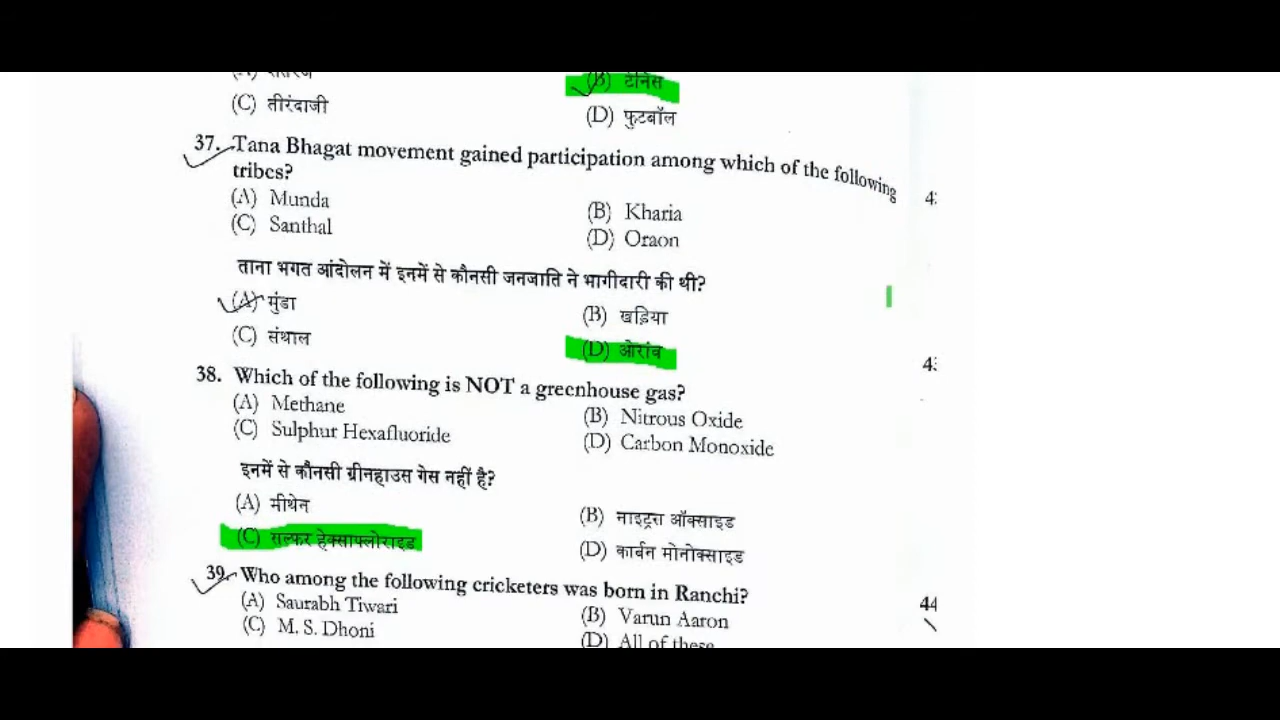 (B) टेनिस
(C) तीरंदाजी
(D) फुटबॉल
37. Tana Bhagat movement gained participation among which of the following
tribes?
(A) Munda
(B) Kharia
(C) Santhal
(D) Oraon
ताना भगत आंदोलन में इनमें से कौनसी जनजाति ने भागीदारी की थी?
(A) मुंडा
(B) खड़िया
(C) संथाल
(D) ओरांव
38. Which of the following is NOT a greenhouse gas?
(A) Methane
(B) Nitrous Oxide
(C) Sulphur Hexafluoride
(D) Carbon Monoxide
इनमें से कौनसी ग्रीनहाउस गेस नहीं है?
(A) मीथेन
(B) नाइट्रस ऑक्साइड
(C) सल्फर हेक्साफ्लोराइड
(D) कार्बन मोनोक्साइड
39. Who among the following cricketers was born in Ranchi?
(A) Saurabh Tiwari
(B) Varun Aaron
(C) M. S. Dhoni
(D) All of these
44